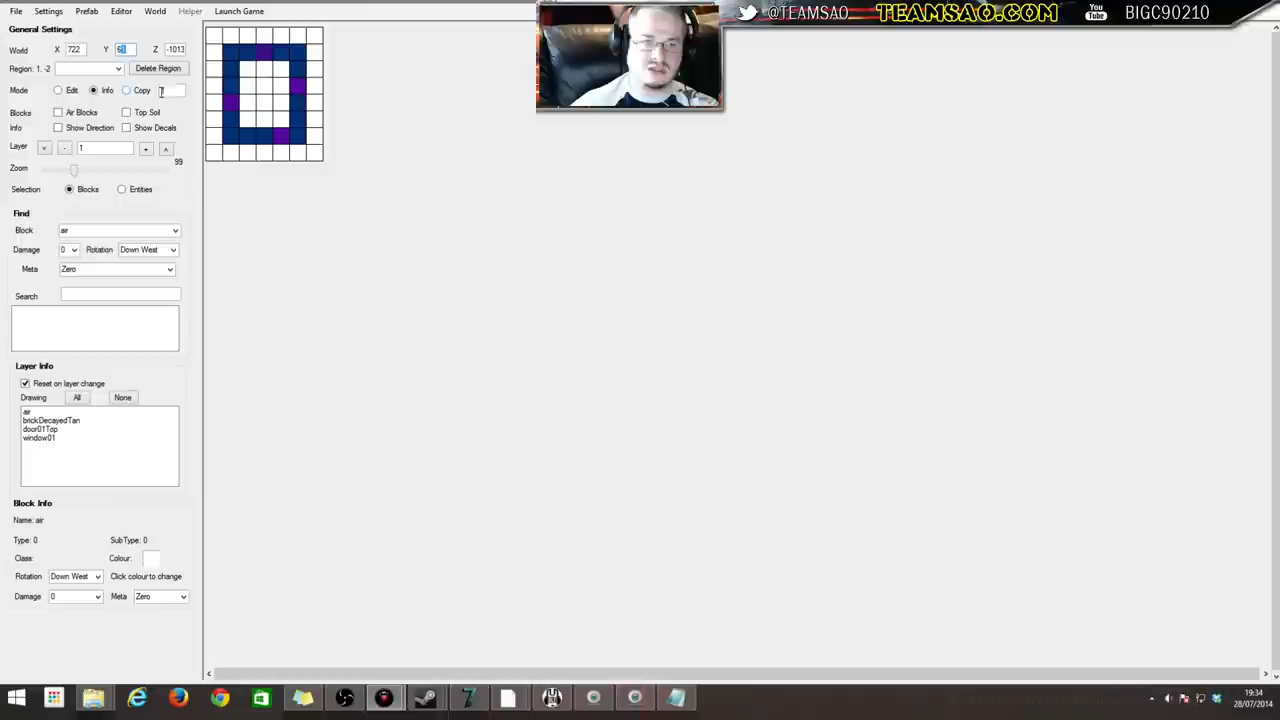 File Settings Prefab Editor World Helper Launch Game
@TEAMSAO TEAMSAO.COM You Tube BIGC90210
General Settings
World X 722 Y 61 Z -1013
Region: 1. -2 Delete Region
Mode Edit Info Copy
Blocks Air Blocks Top Soil
Info Show Direction Show Decals
Layer v - 1 + ^
99
Zoom
Selection Blocks Entities
Find
Block air
Damage 0 Rotation Down West
Meta Zero
Search
Layer Info
Reset on layer change
Drawing All None
air
brickDecayedTan
door01Top
window01
Block Info
Name: air
Type: 0 SubType: 0
Class: Colour:
Rotation Down West Click colour to change
Damage 0 Meta Zero
19:34
28/07/2014